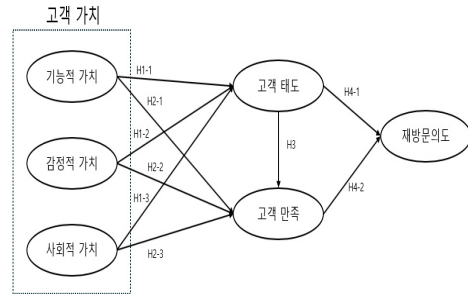 고객 가치
기능적 가치
감정적 가치
사회적 가치
H1-1
H2-1
H1-2
H2-2
H1-3
H2-3
고객 태도
H3
고객 만족
H4-1
H4-2
재방문의도